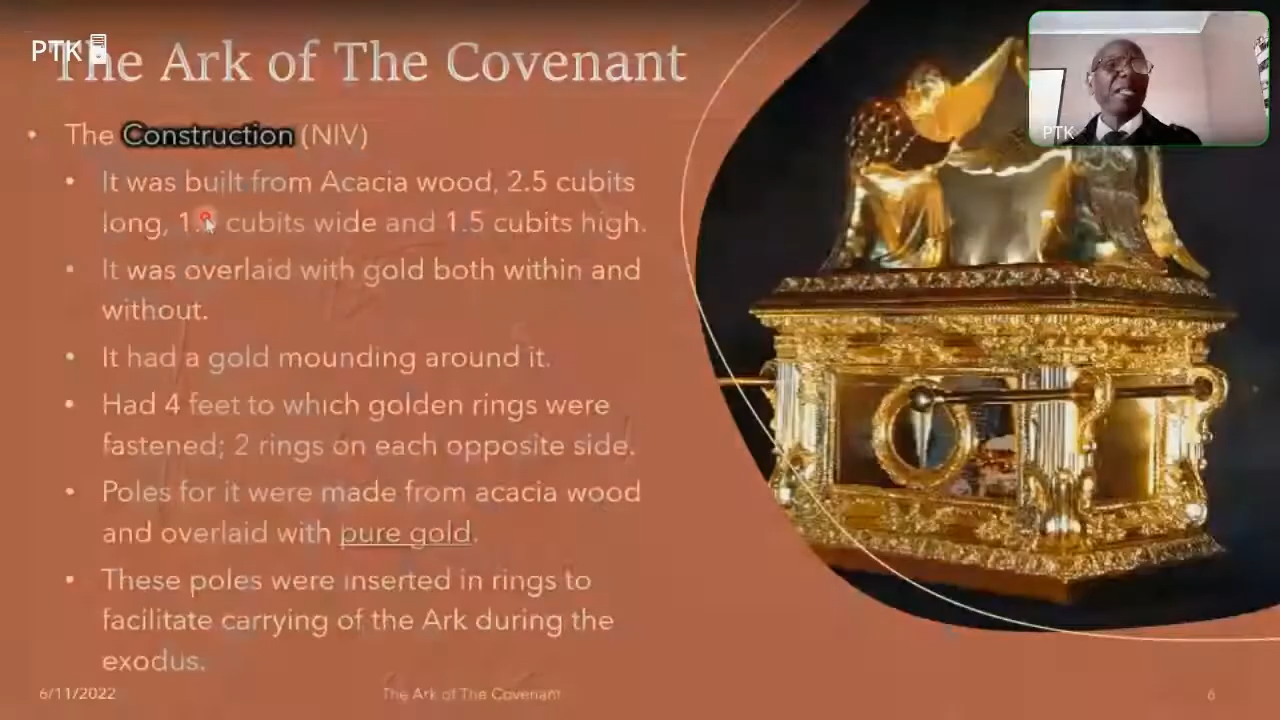 PTK
The Ark of The Covenant
PTK
• The Construction (NIV)
• It was built from Acacia wood, 2.5 cubits
long, 1.5 cubits wide and 1.5 cubits high.
• It was overlaid with gold both within and
without.
• It had a gold mounding around it.
• Had 4 feet to which golden rings were
fastened; 2 rings on each opposite side.
• Poles for it were made from acacia wood
and overlaid with pure gold.
• These poles were inserted in rings to
facilitate carrying of the Ark during the
exodus.
6/11/2022
The Ark of The Covenant
6